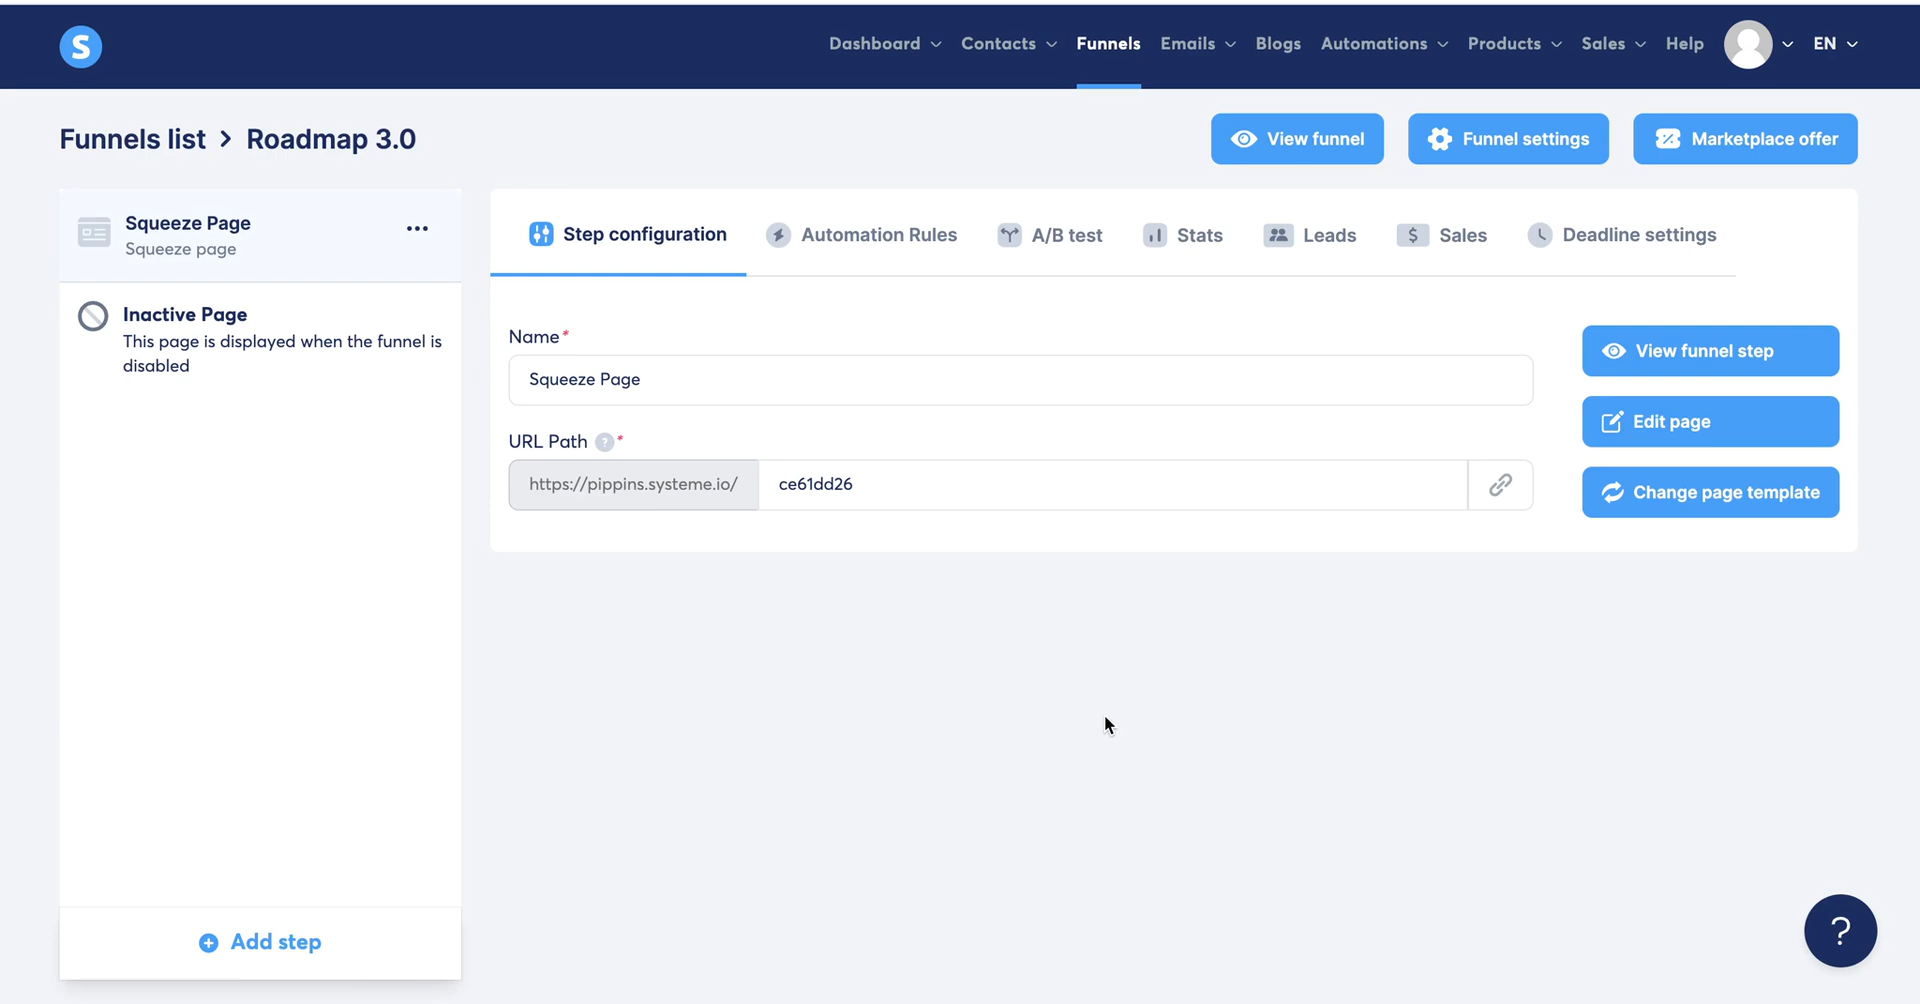 S
Dashboard
Contacts
Funnels
Emails
Blogs
Automations
Products
Sales
Help
EN
Funnels list > Roadmap 3.0
View funnel
Funnel settings
Marketplace offer
Squeeze Page
Squeeze page
Inactive Page
This page is displayed when the funnel is
disabled
Add step
Step configuration
Automation Rules
A/B test
Stats
Leads
$ Sales
Deadline settings
Name*
Squeeze Page
URL Path ? *
https://pippins.systeme.io/ ce61dd26
View funnel step
Edit page
Change page template
?